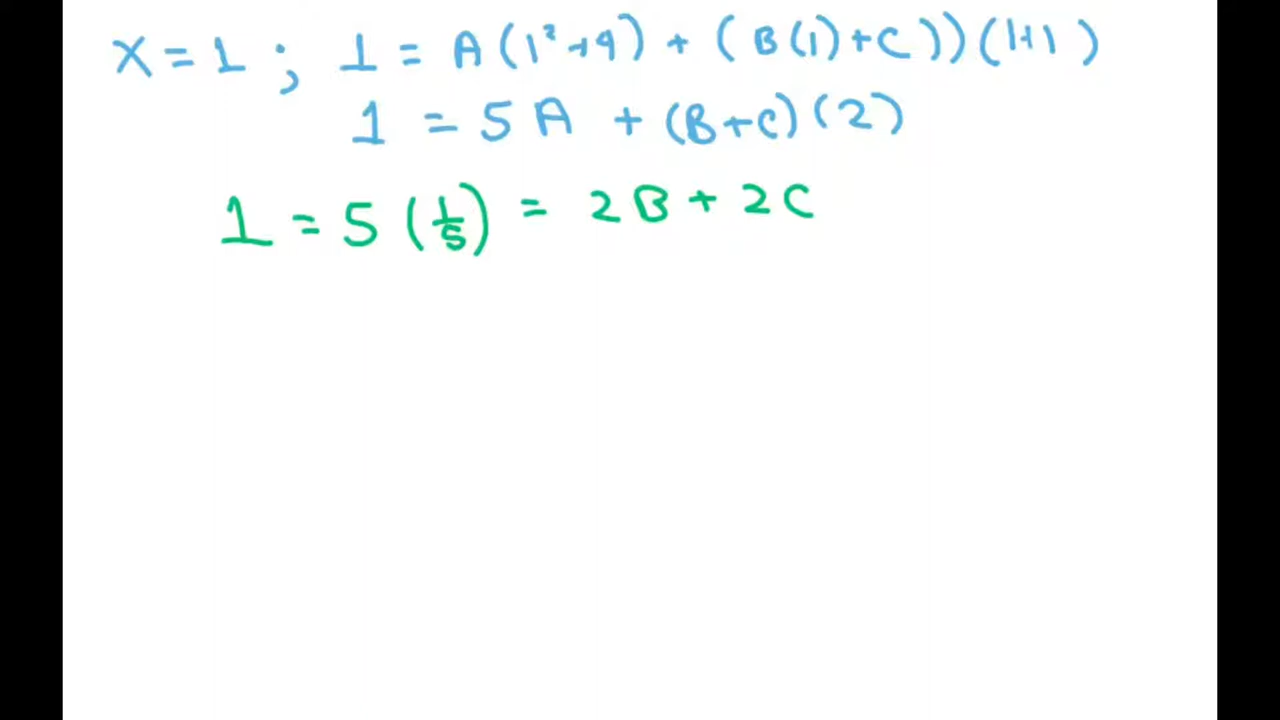 X = 1 ; 1 = A(1²+4) + (B(1)+C))(1+1)
1 = 5A + (B+C)(2)
1 = 5(1/5) = 2B + 2C